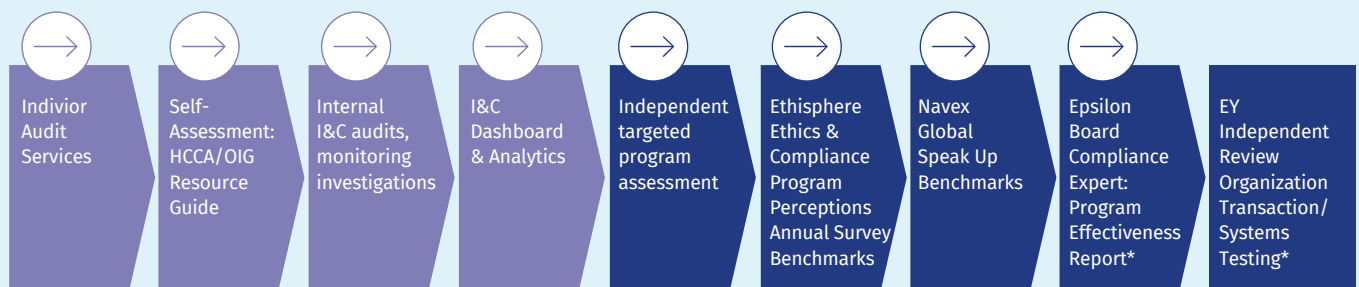 Indivior
Audit
Services
Self-
Assessment:
HCCA/OIG
Resource
Guide
Internal
I&C audits,
monitoring
investigations
I&C
Dashboard
& Analytics
Independent
targeted
program
assessment
Ethisphere
Ethics &
Compliance
Program
Perceptions
Annual Survey
Benchmarks
Navex
Global
Speak Up
Benchmarks
Epsilon
Board
Compliance
Expert:
Program
Effectiveness
Report*
EY
Independent
Review
Organization
Transaction/
Systems
Testing*